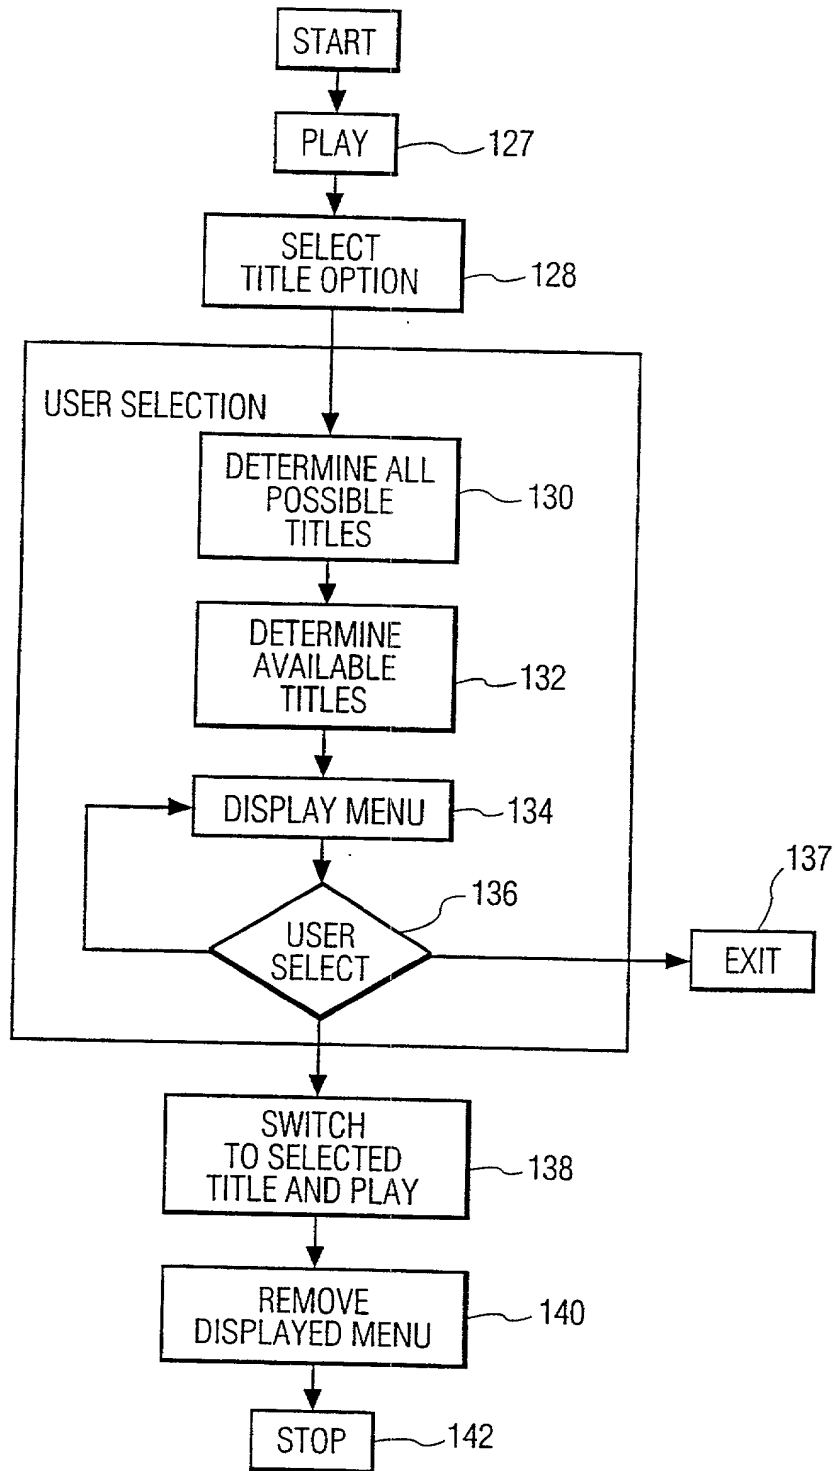 START
PLAY
127
SELECT
TITLE OPTION
128
USER SELECTION
DETERMINE ALL
POSSIBLE
TITLES
130
DETERMINE
AVAILABLE
TITLES
132
DISPLAY MENU
134
136
USER
SELECT
137
EXIT
SWITCH
TO SELECTED
TITLE AND PLAY
138
REMOVE
DISPLAYED MENU
140
STOP
142